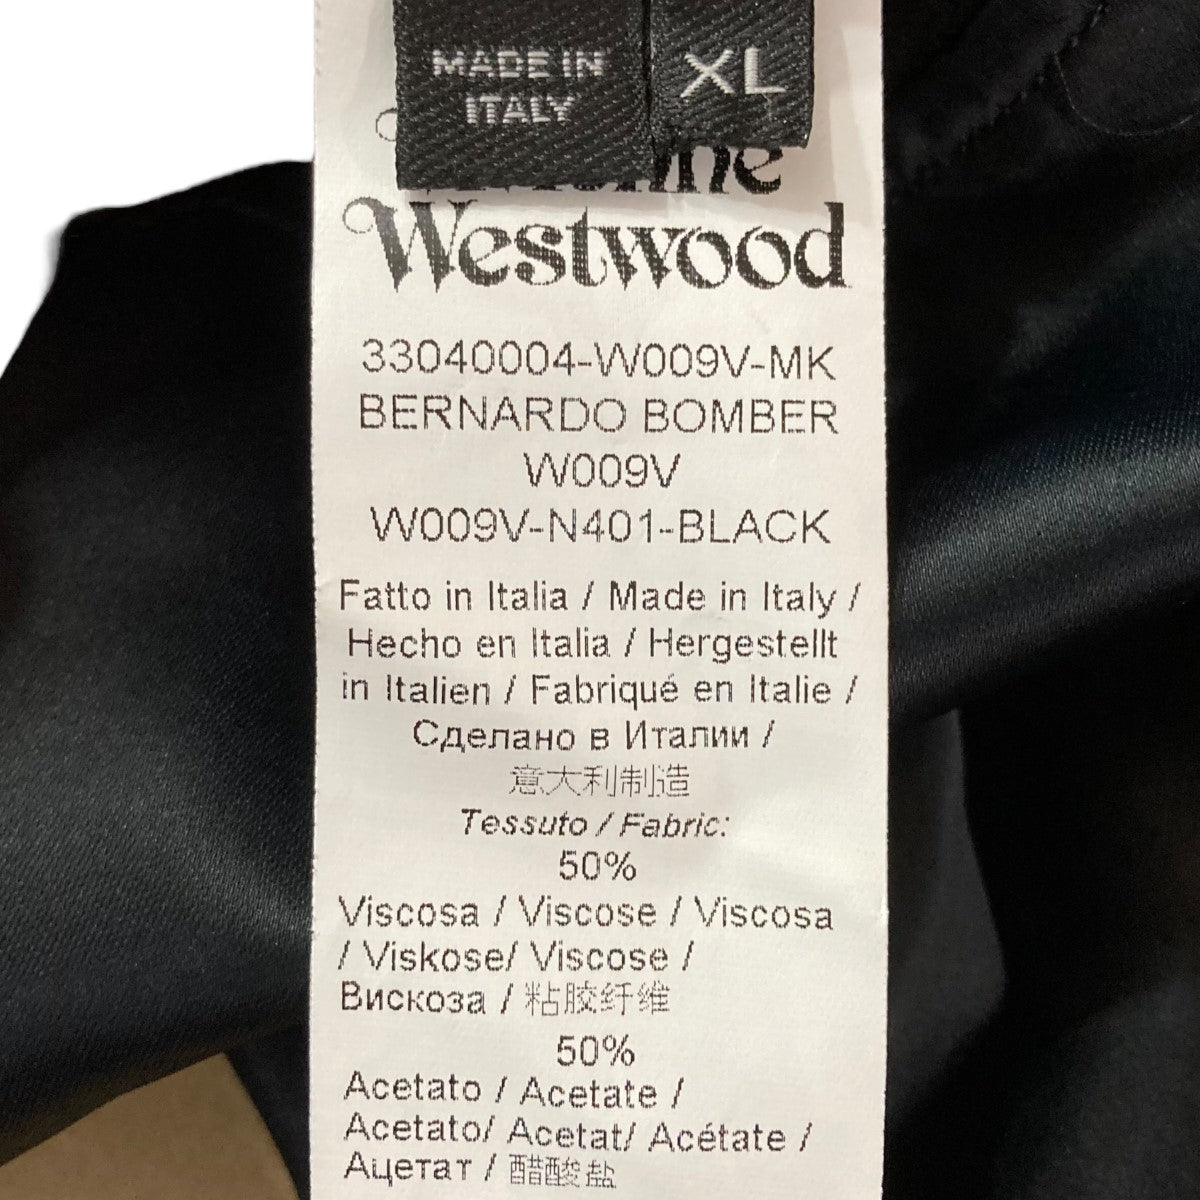 MADE IN
ITALY
XL
Westwood
33040004-W009V-MK
BERNARDO BOMBER
W009V
W009V-N401-BLACK
Fatto in Italia / Made in Italy /
Hecho en Italia / Hergestellt
in Italien / Fabriqué en Italie /
Сделано в Италии /
意大利制造
Tessuto / Fabric:
50%
Viscosa / Viscose / Viscosa
/ Viskose/ Viscose /
Вискоза / 粘胶纤维
50%
Acetato / Acetate /
Acetato/ Acetat/ Acétate /
Ацетат / 醋酸盐